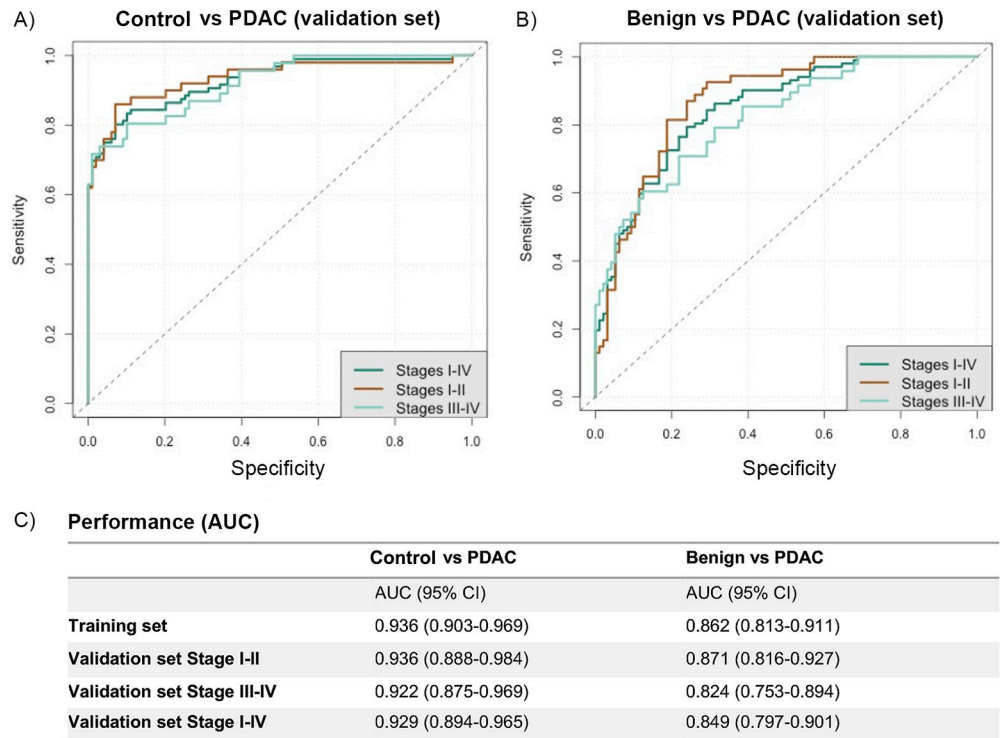 A)
Control vs PDAC (validation set)
Sensitivity
1.0
0.8
0.6
0.4
0.2
0.0
Stages I-IV
Stages I-II
Stages III-IV
0.0 0.2 0.4 0.6 0.8 1.0
Specificity
B)
Benign vs PDAC (validation set)
Sensitivity
1.0
0.8
0.6
0.4
0.2
0.0
Stages I-IV
Stages I-II
Stages III-IV
0.0 0.2 0.4 0.6 0.8 1.0
Specificity
C) Performance (AUC)
Control vs PDAC Benign vs PDAC
AUC (95% CI) AUC (95% CI)
Training set 0.936 (0.903-0.969) 0.862 (0.813-0.911)
Validation set Stage I-II 0.936 (0.888-0.984) 0.871 (0.816-0.927)
Validation set Stage III-IV 0.922 (0.875-0.969) 0.824 (0.753-0.894)
Validation set Stage I-IV 0.929 (0.894-0.965) 0.849 (0.797-0.901)